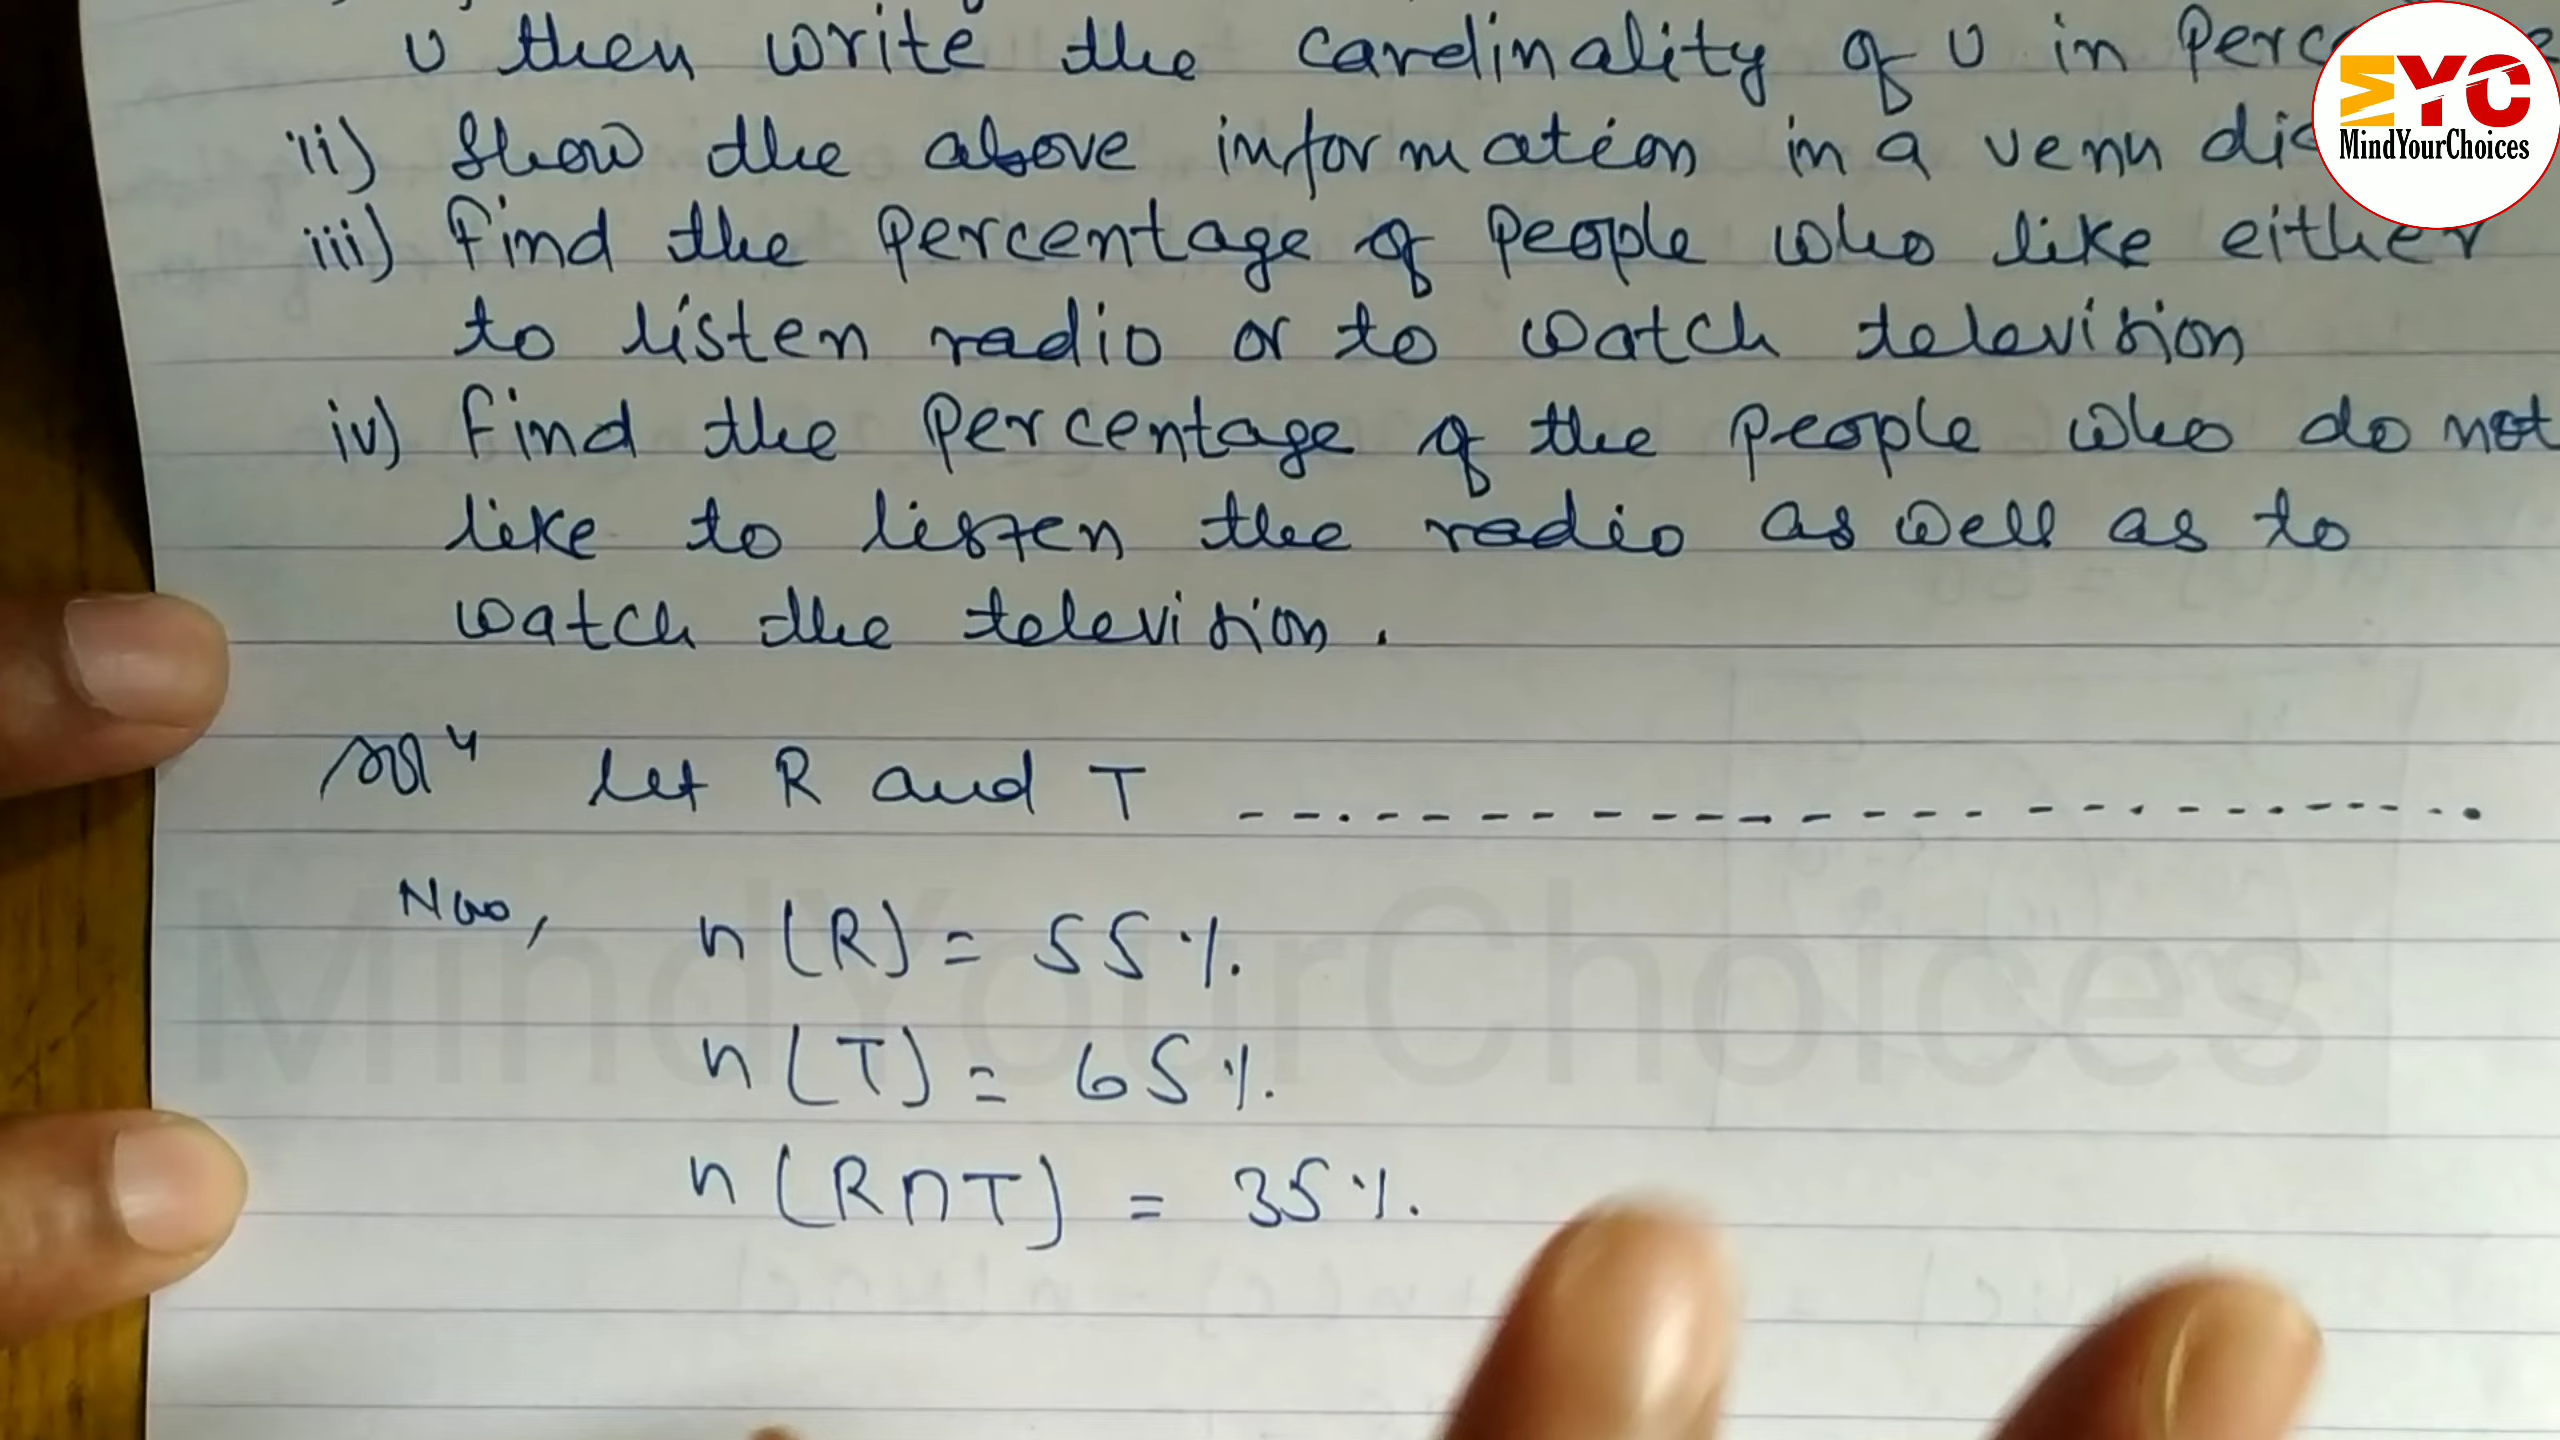 U then write the cardinality of U in
ii) Show the above information in a venn
iii) Find the percentage of people who like either
to listen radio or to watch television
iv) Find the percentage of the people who do not
like to listen the radio as well as to
watch the television.
Let R and T ------------------
Now, n(R) = 55%.
n(T) = 65%.
n(R∩T) = 35%.
MYC
MindYourChoices
MindYourChoices